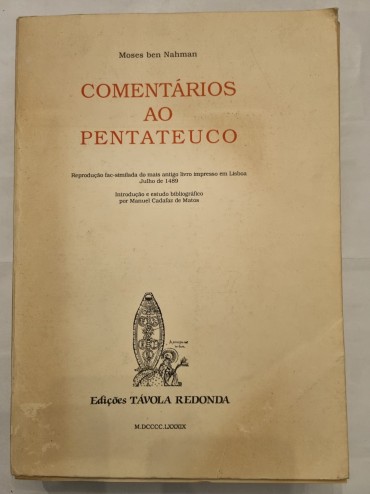 Moses ben Nahman
COMENTÁRIOS
AO
PENTATEUCO
Reprodução fac-similada do mais antigo livro impresso em Lisboa
Julho de 1489
Introdução e estudo bibliográfico
por Manuel Cadafaz de Matos
Edições TÁVOLA REDONDA
M.DCCCC.LXXXIX